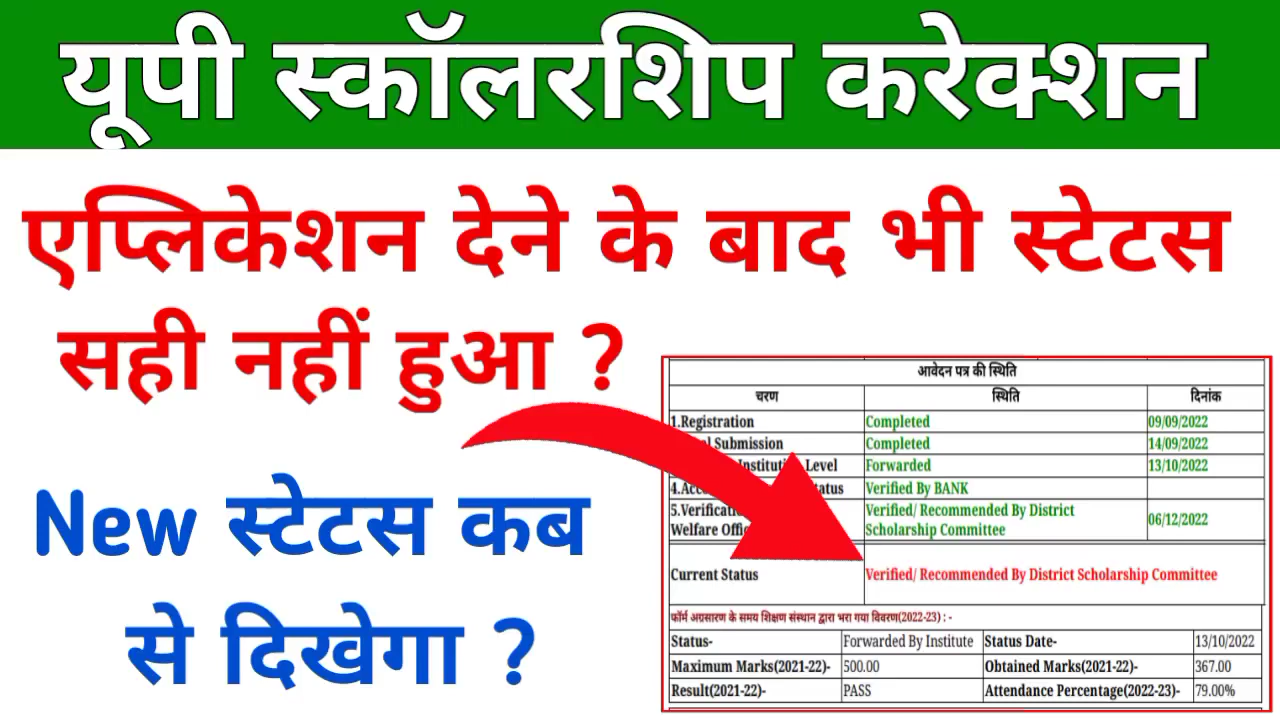 यूपी स्कॉलरशिप करेक्शन
एप्लिकेशन देने के बाद भी स्टेटस
सही नहीं हुआ ?
New स्टेटस कब
से दिखेगा ?
आवेदन पत्र की स्थिति
चरण स्थिति दिनांक
1.Registration Completed 09/09/2022
Submission Completed 14/09/2022
Level Forwarded 13/10/2022
Verified By BANK
Verified/ Recommended By District
Welfare Scholarship Committee 06/12/2022
Current Status Verified/ Recommended By District Scholarship Committee
फॉर्म अग्रसारण के समय शिक्षण संस्थान द्वारा भरा गया विवरण(2022-23) : -
Status- Forwarded By Institute Status Date- 13/10/2022
Maximum Marks(2021-22)- 500.00 Obtained Marks(2021-22)- 367.00
Result(2021-22)- PASS Attendance Percentage(2022-23)- 79.00%